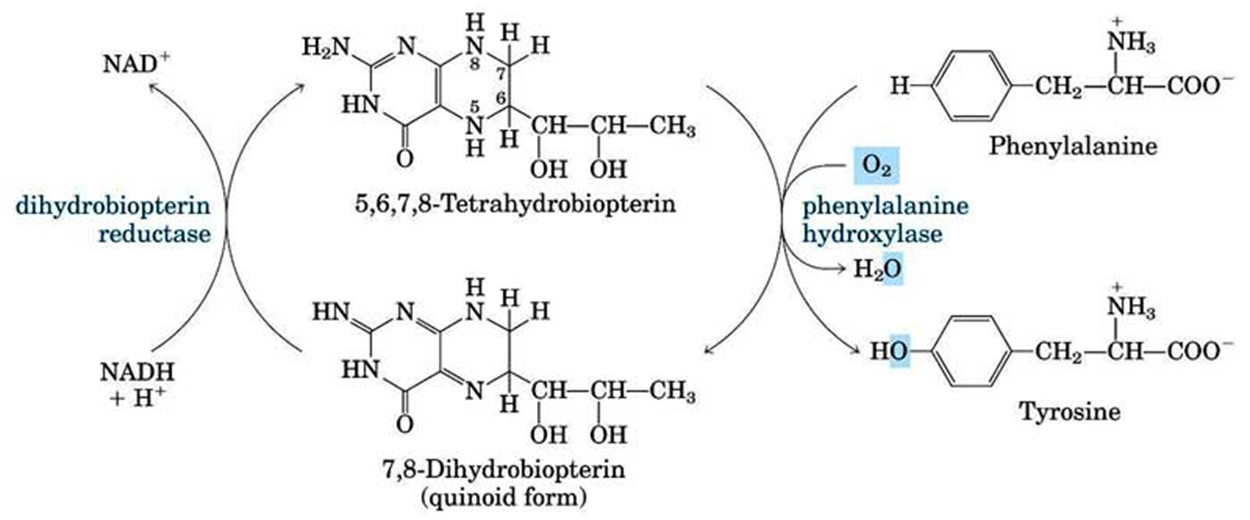 NAD⁺
H₂N
N
H
N
8
H
H
7
HN
5
6
N
H
H
O
CH—CH—CH₃
OH OH
5,6,7,8-Tetrahydrobiopterin
dihydrobiopterin
reductase
NADH
+ H⁺
HN
N
H
N
H
H
HN
N
H
O
CH—CH—CH₃
OH OH
7,8-Dihydrobiopterin
(quinoid form)
+
NH₃
H
CH₂—CH—COO⁻
Phenylalanine
O₂
phenylalanine
hydroxylase
H₂O
+
NH₃
HO
CH₂—CH—COO⁻
Tyrosine